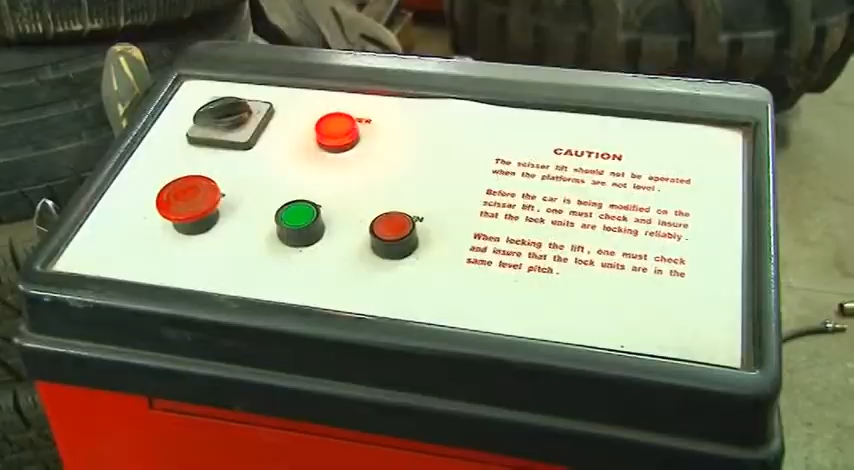 CAUTION
The scissor lift should not be operated
when the platforms are not level.
Before the car is being modified on the
scissor lift, one must check and insure
that the lock units are locking reliably.
When locking the lift, one must check
and insure that the lock units are in the
same level pitch.